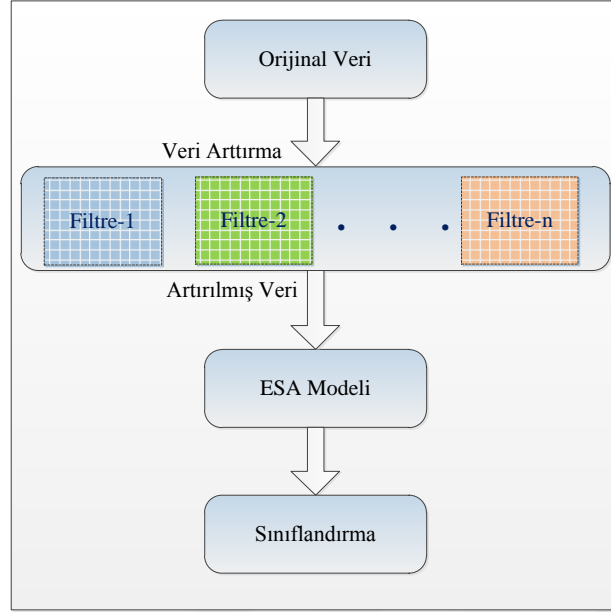 Orijinal Veri
Veri Arttırma
Filtre-1 Filtre-2 . . . Filtre-n
Artırılmış Veri
ESA Modeli
Sınıflandırma